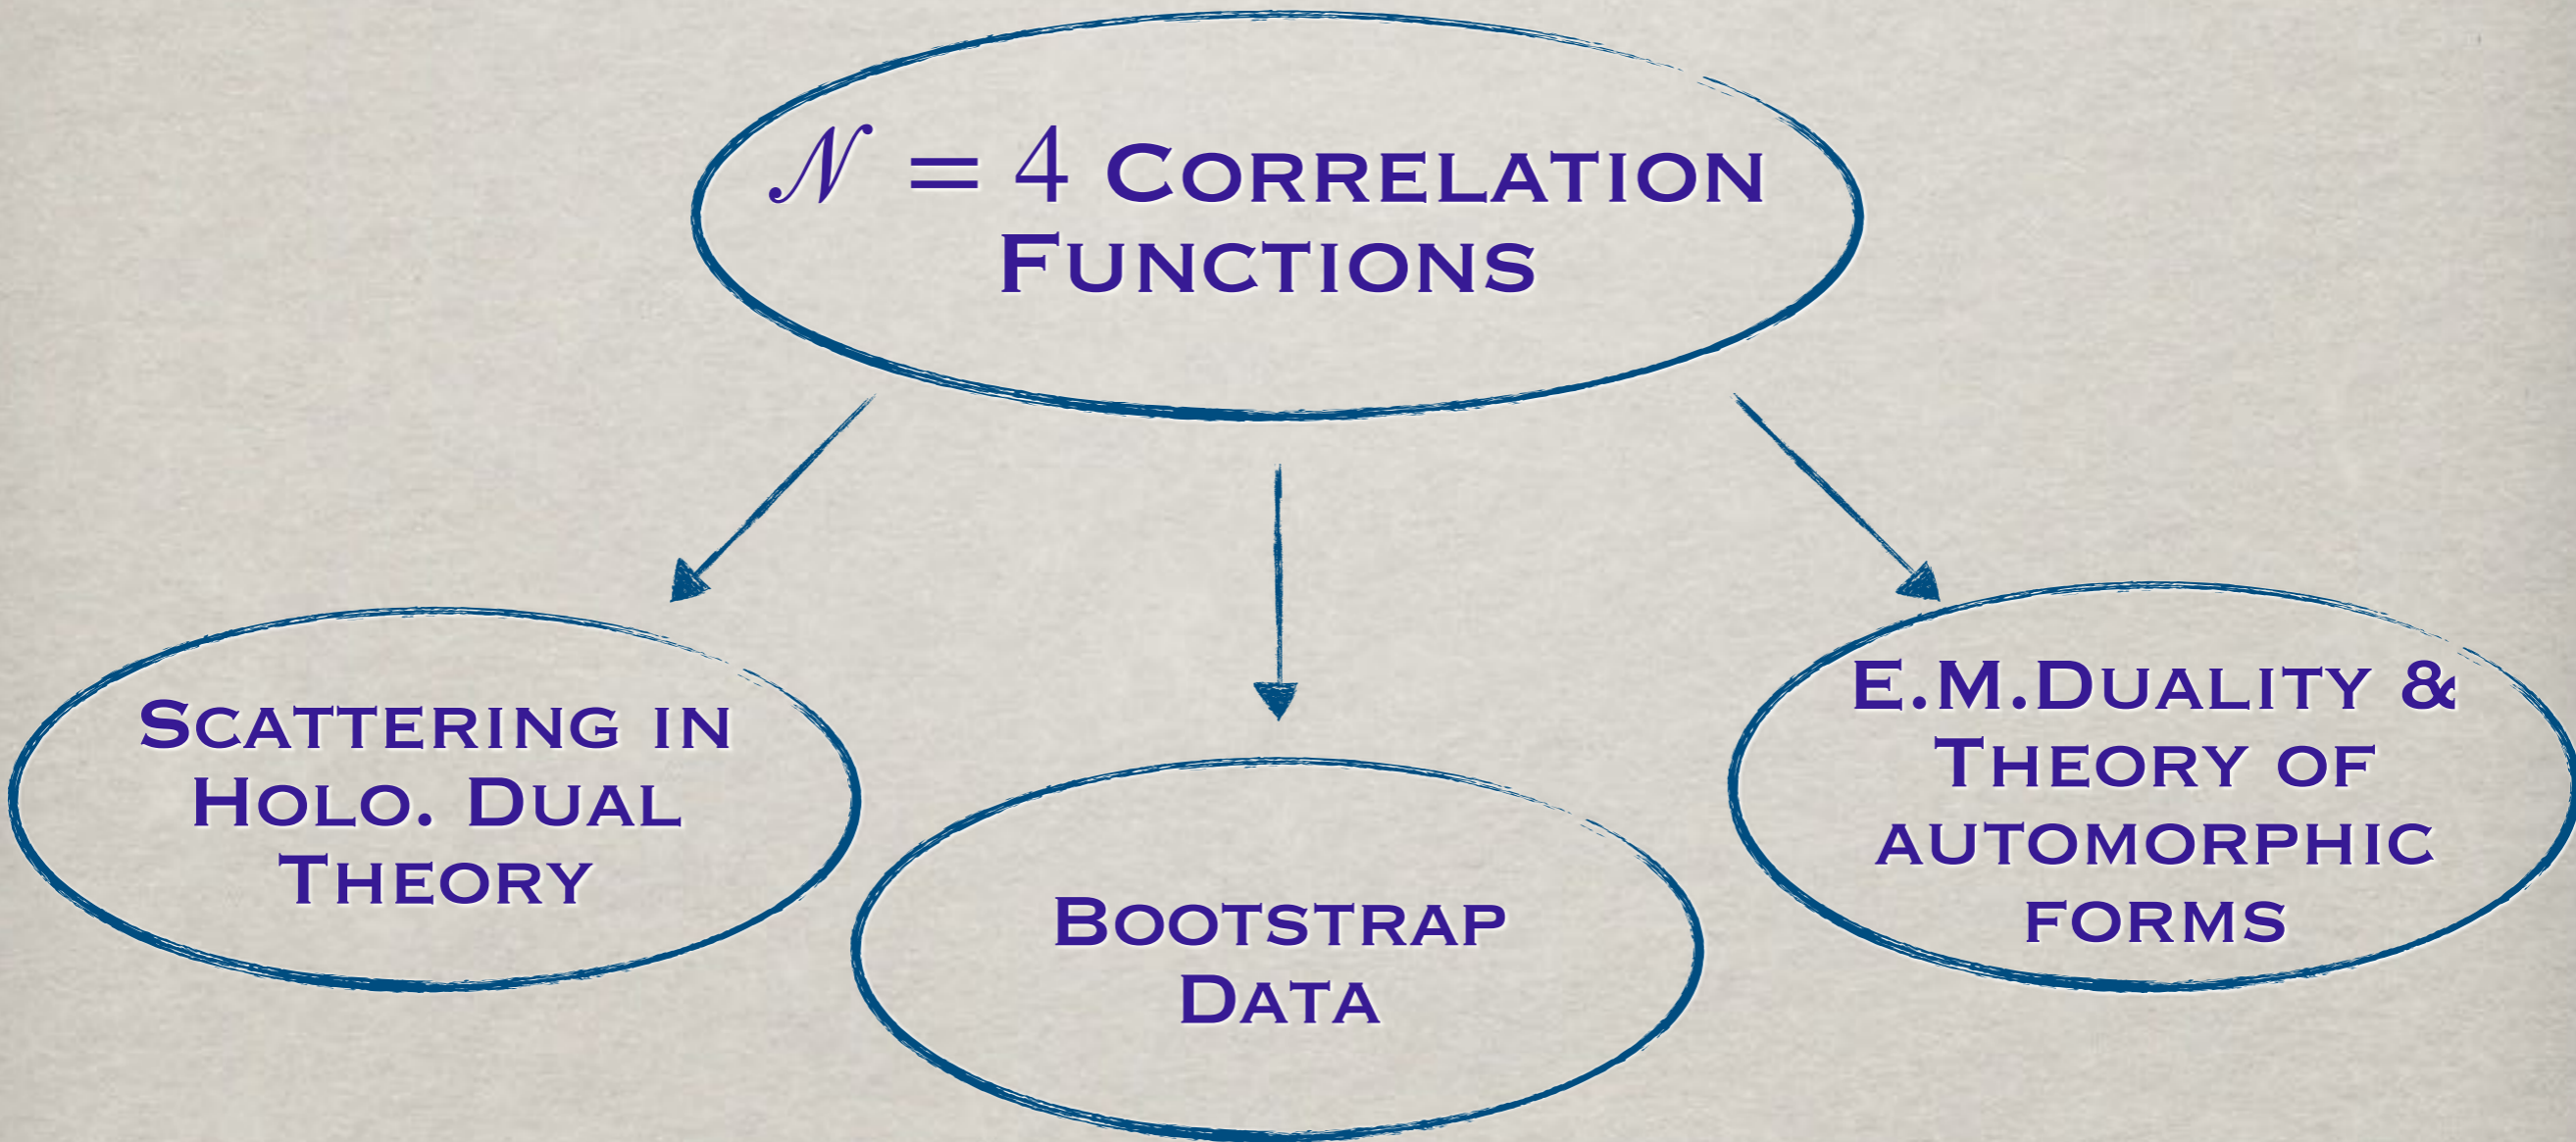 𝒩 = 4 Correlation
Functions
Scattering in
Holo. Dual
Theory
Bootstrap
Data
E.M.Duality &
Theory of
automorphic
forms